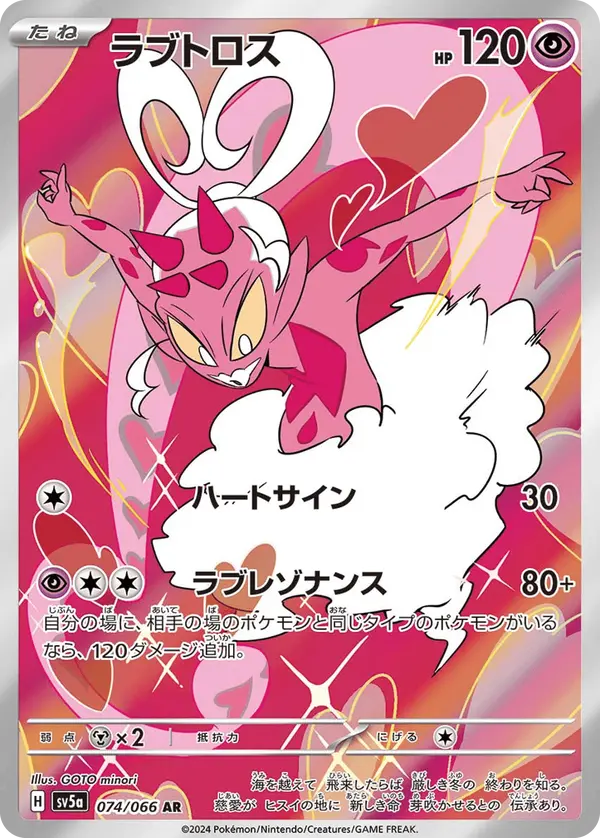 たね ラブトロス HP 120
ハートサイン 30
ラブレゾナンス 80+
自分の場に、相手の場のポケモンと同じタイプのポケモンがいる
なら、120ダメージ追加。
弱点 ×2 抵抗力 にげる
Illus. GOTO minori
H sv5a 074/066 AR
海を越えて 飛来したらば 厳しき冬の 終わりを知る。
慈愛が ヒスイの地に 新しき命 芽吹かせるとの 伝承あり。
©2024 Pokémon/Nintendo/Creatures/GAME FREAK.